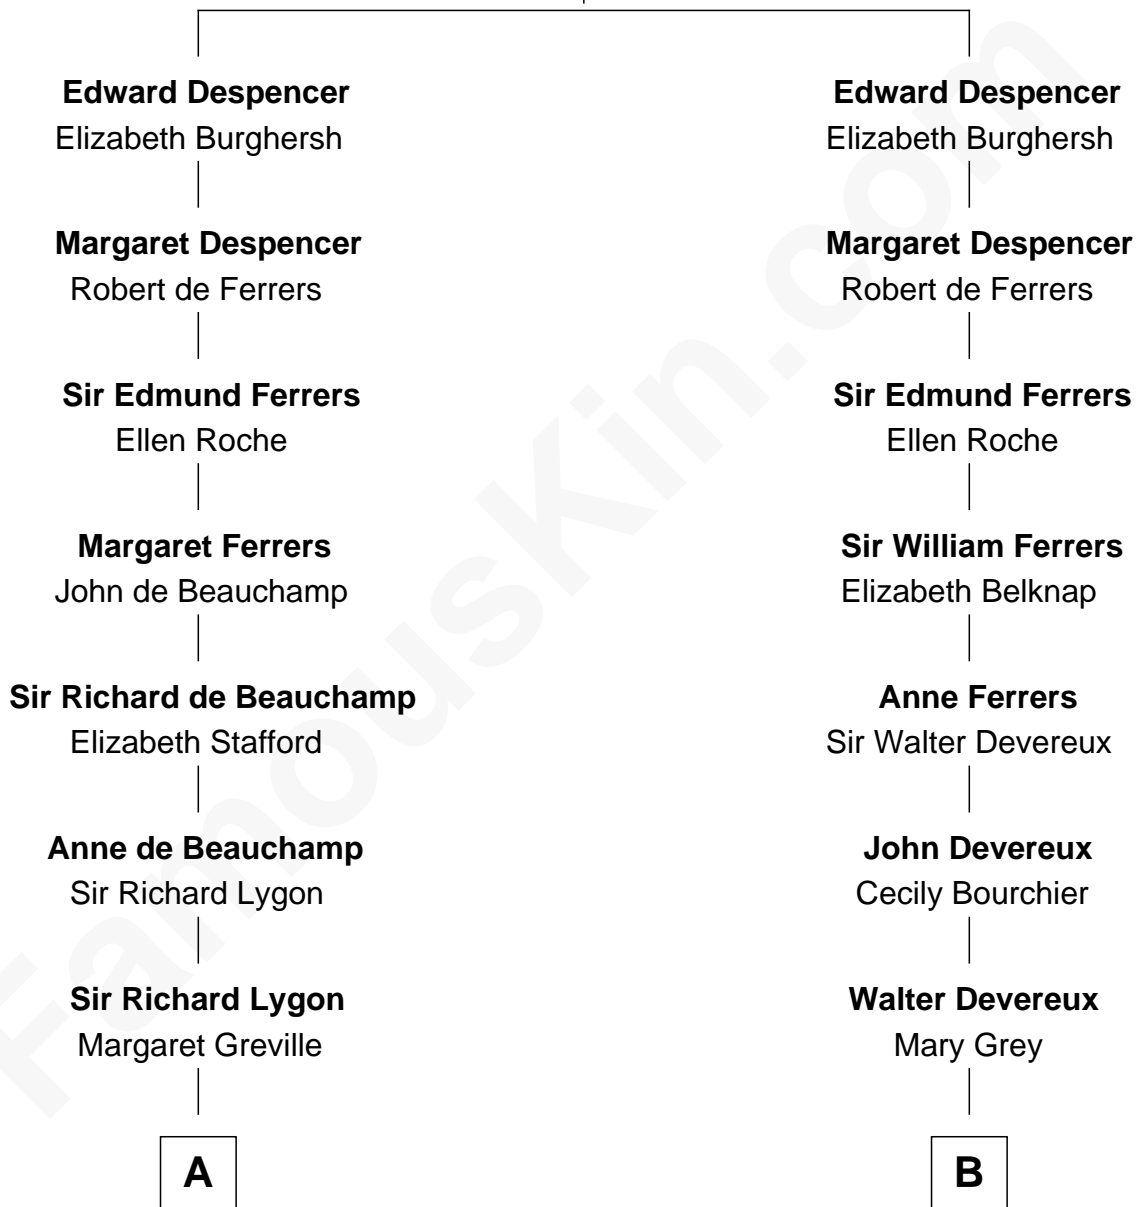 Edward Despencer
Elizabeth Burghersh
Margaret Despencer
Robert de Ferrers
Sir Edmund Ferrers
Ellen Roche
Margaret Ferrers
John de Beauchamp
Sir Richard de Beauchamp
Elizabeth Stafford
Anne de Beauchamp
Sir Richard Lygon
Sir Richard Lygon
Margaret Greville
A
Edward Despencer
Elizabeth Burghersh
Margaret Despencer
Robert de Ferrers
Sir Edmund Ferrers
Ellen Roche
Sir William Ferrers
Elizabeth Belknap
Anne Ferrers
Sir Walter Devereux
John Devereux
Cecily Bourchier
Walter Devereux
Mary Grey
B
FamousKin.com